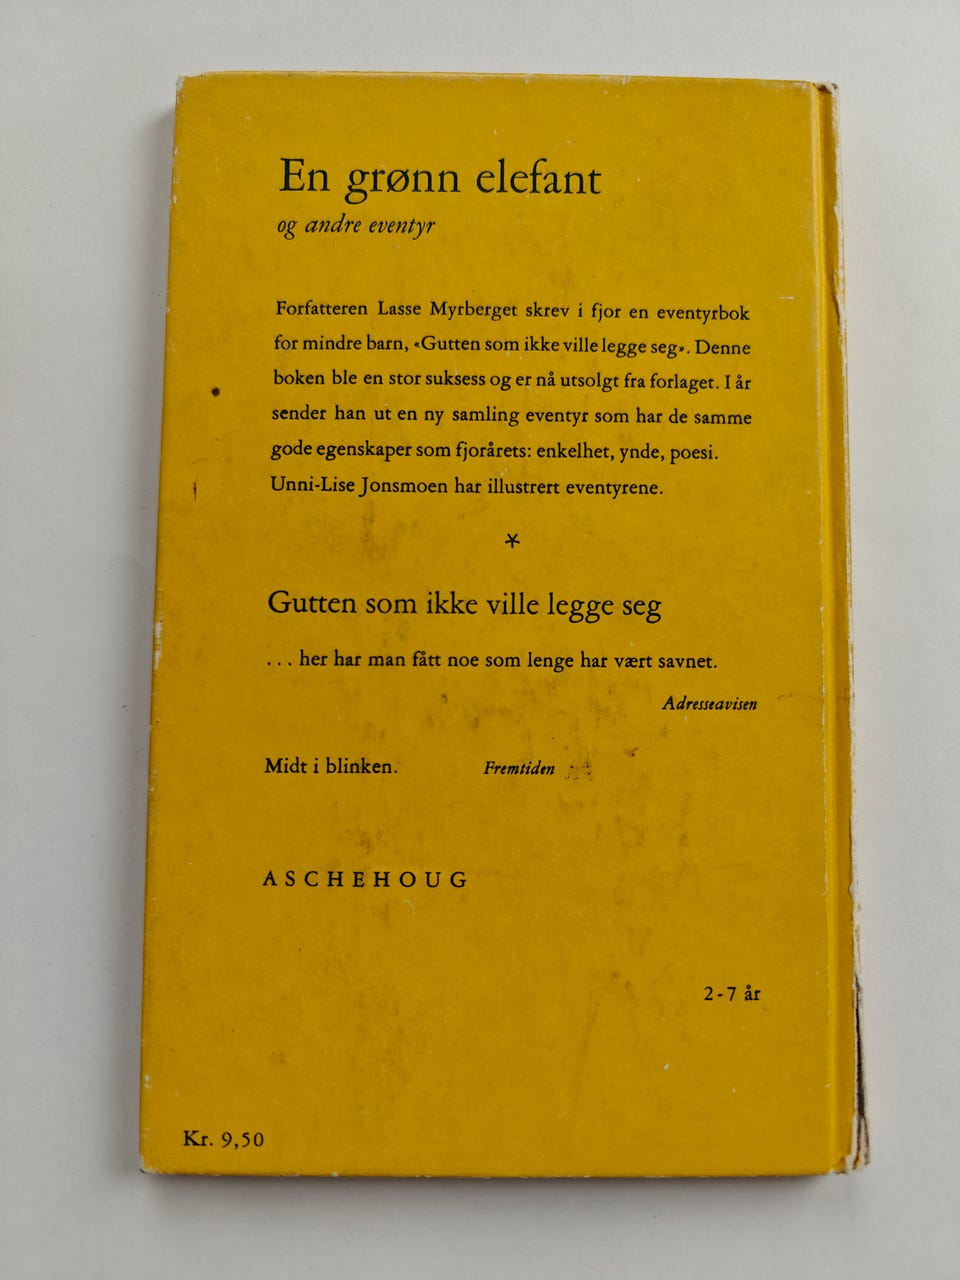 En grønn elefant
og andre eventyr
Forfatteren Lasse Myrberget skrev i fjor en eventyrbok
for mindre barn, «Gutten som ikke ville legge seg». Denne
boken ble en stor suksess og er nå utsolgt fra forlaget. I år
sender han ut en ny samling eventyr som har de samme
gode egenskaper som fjorårets: enkelhet, ynde, poesi.
Unni-Lise Jonsmoen har illustrert eventyrene.
*
Gutten som ikke ville legge seg
... her har man fått noe som lenge har vært savnet.
Adresseavisen
Midt i blinken. Fremtiden
ASCHEHOUG
2-7 år
Kr. 9,50